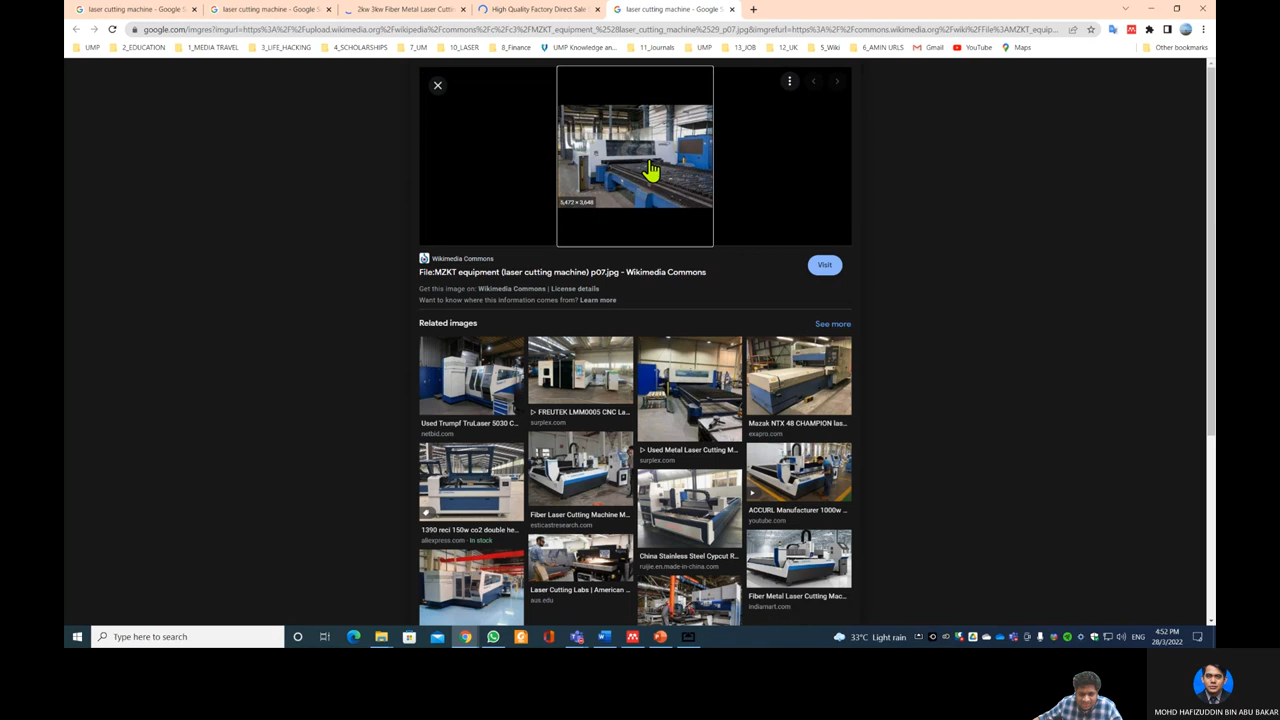 laser cutting machine - Google S
laser cutting machine - Google S
2kw 3kw Fiber Metal Laser Cuttin
High Quality Factory Direct Sale
laser cutting machine - Google S
google.com/imgres?imgurl=https%3A%2F%2Fupload.wikimedia.org%2Fwikipedia%2Fcommons%2Fc%2Fc3%2FMZKT_equipment_%2528laser_cutting_machine%2529_p07.jpg&imgrefurl=https%3A%2F%2Fcommons.wikimedia.org%2Fwiki%2FFile%3AMZKT_equip...
UMP 2_EDUCATION 1_MEDIA TRAVEL 3_LIFE_HACKING 4_SCHOLARSHIPS 7_UM 10_LASER 8_Finance UMP Knowledge an... 11_Journals UMP 13_JOB 12_UK 5_Wiki 6_AMIN URLS Gmail YouTube Maps Other bookmarks
5,472 × 3,648
Wikimedia Commons
File:MZKT equipment (laser cutting machine) p07.jpg - Wikimedia Commons
Visit
Get this image on: Wikimedia Commons | License details
Want to know where this information comes from? Learn more
Related images
See more
Used Trumpf TruLaser 5030 C...
netbid.com
▷ FREUTEK LMM0005 CNC La...
surplex.com
▷ Used Metal Laser Cutting M...
surplex.com
Mazak NTX 48 CHAMPION las...
exapro.com
1390 reci 150w co2 double he...
aliexpress.com · In stock
Fiber Laser Cutting Machine M...
esticastresearch.com
China Stainless Steel Cypcut R...
ruijie.en.made-in-china.com
ACCURL Manufacturer 1000w ...
youtube.com
Laser Cutting Labs | American ...
aus.edu
Fiber Metal Laser Cutting Mac...
indiamart.com
Type here to search
33°C Light rain
ENG
4:52 PM
28/3/2022
MOHD HAFIZUDDIN BIN ABU BAKAR